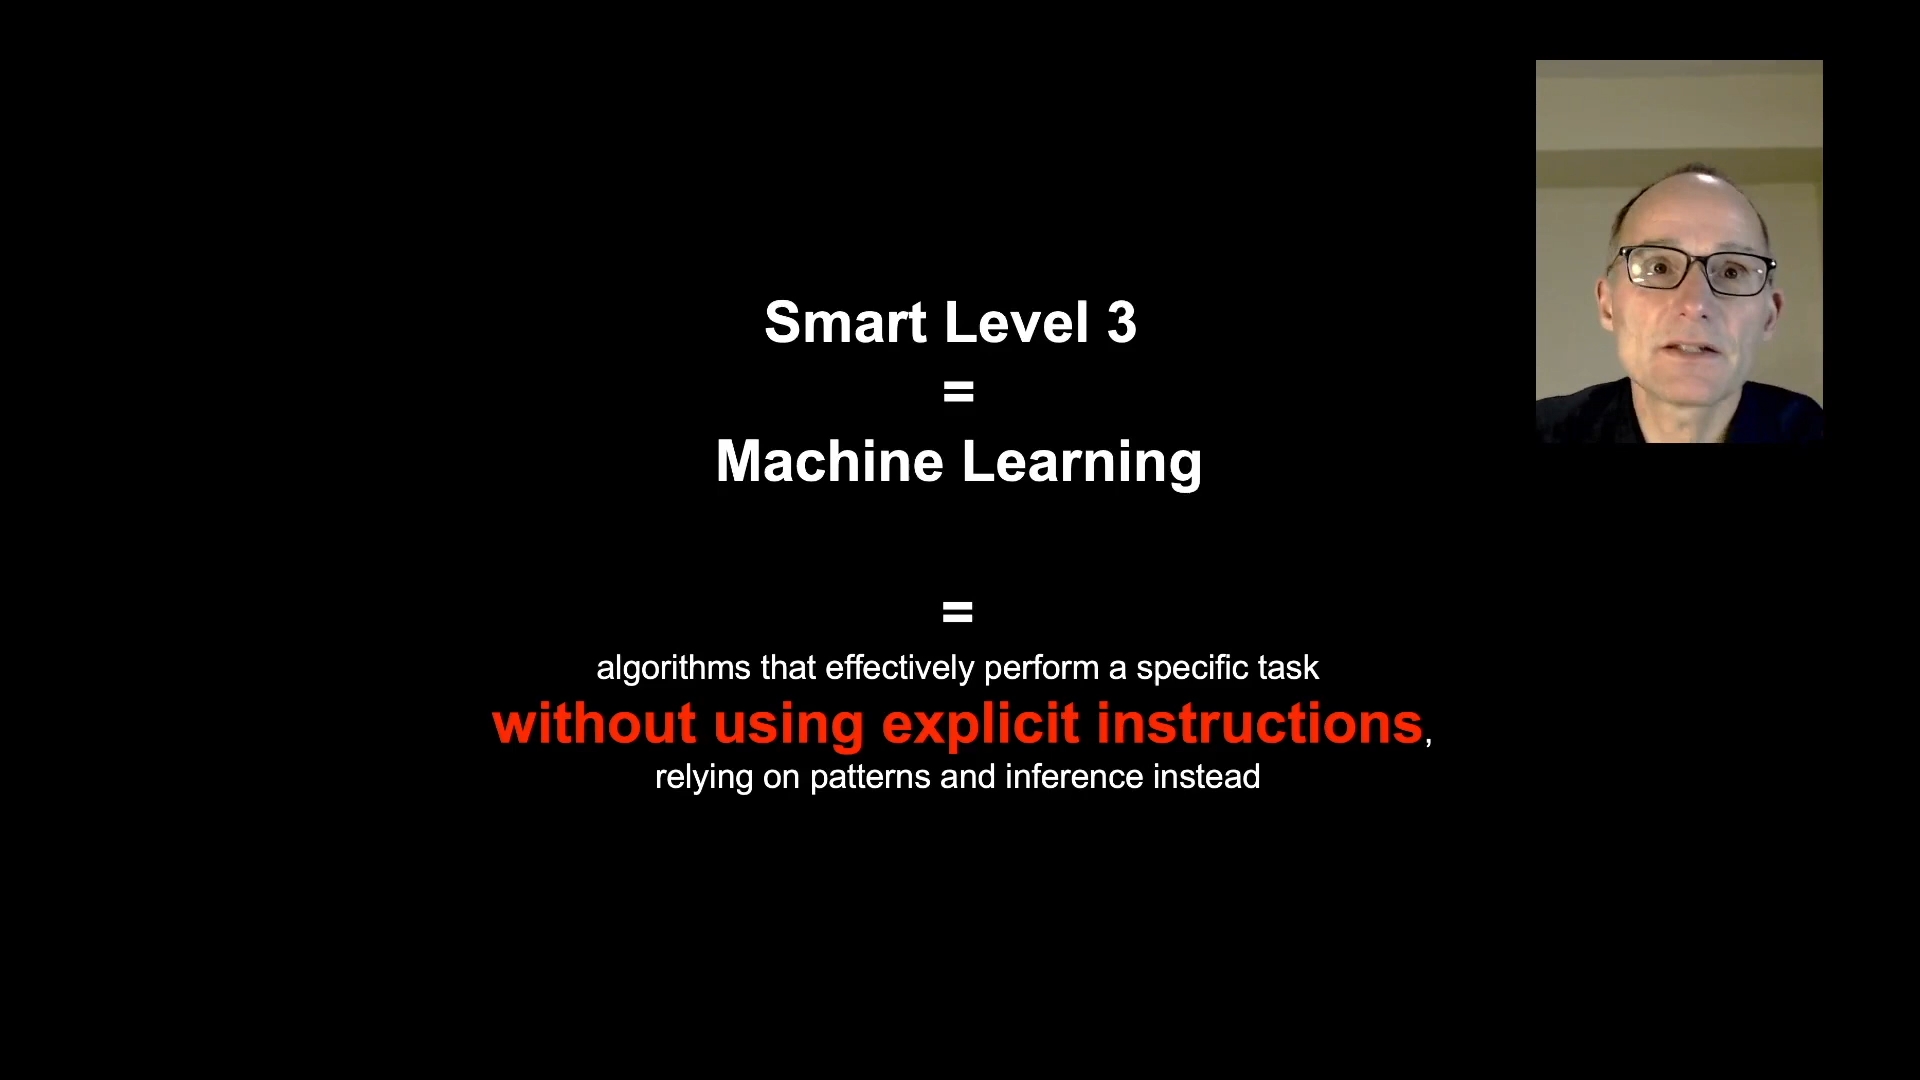 Smart Level 3
=
Machine Learning
=
algorithms that effectively perform a specific task
without using explicit instructions,
relying on patterns and inference instead